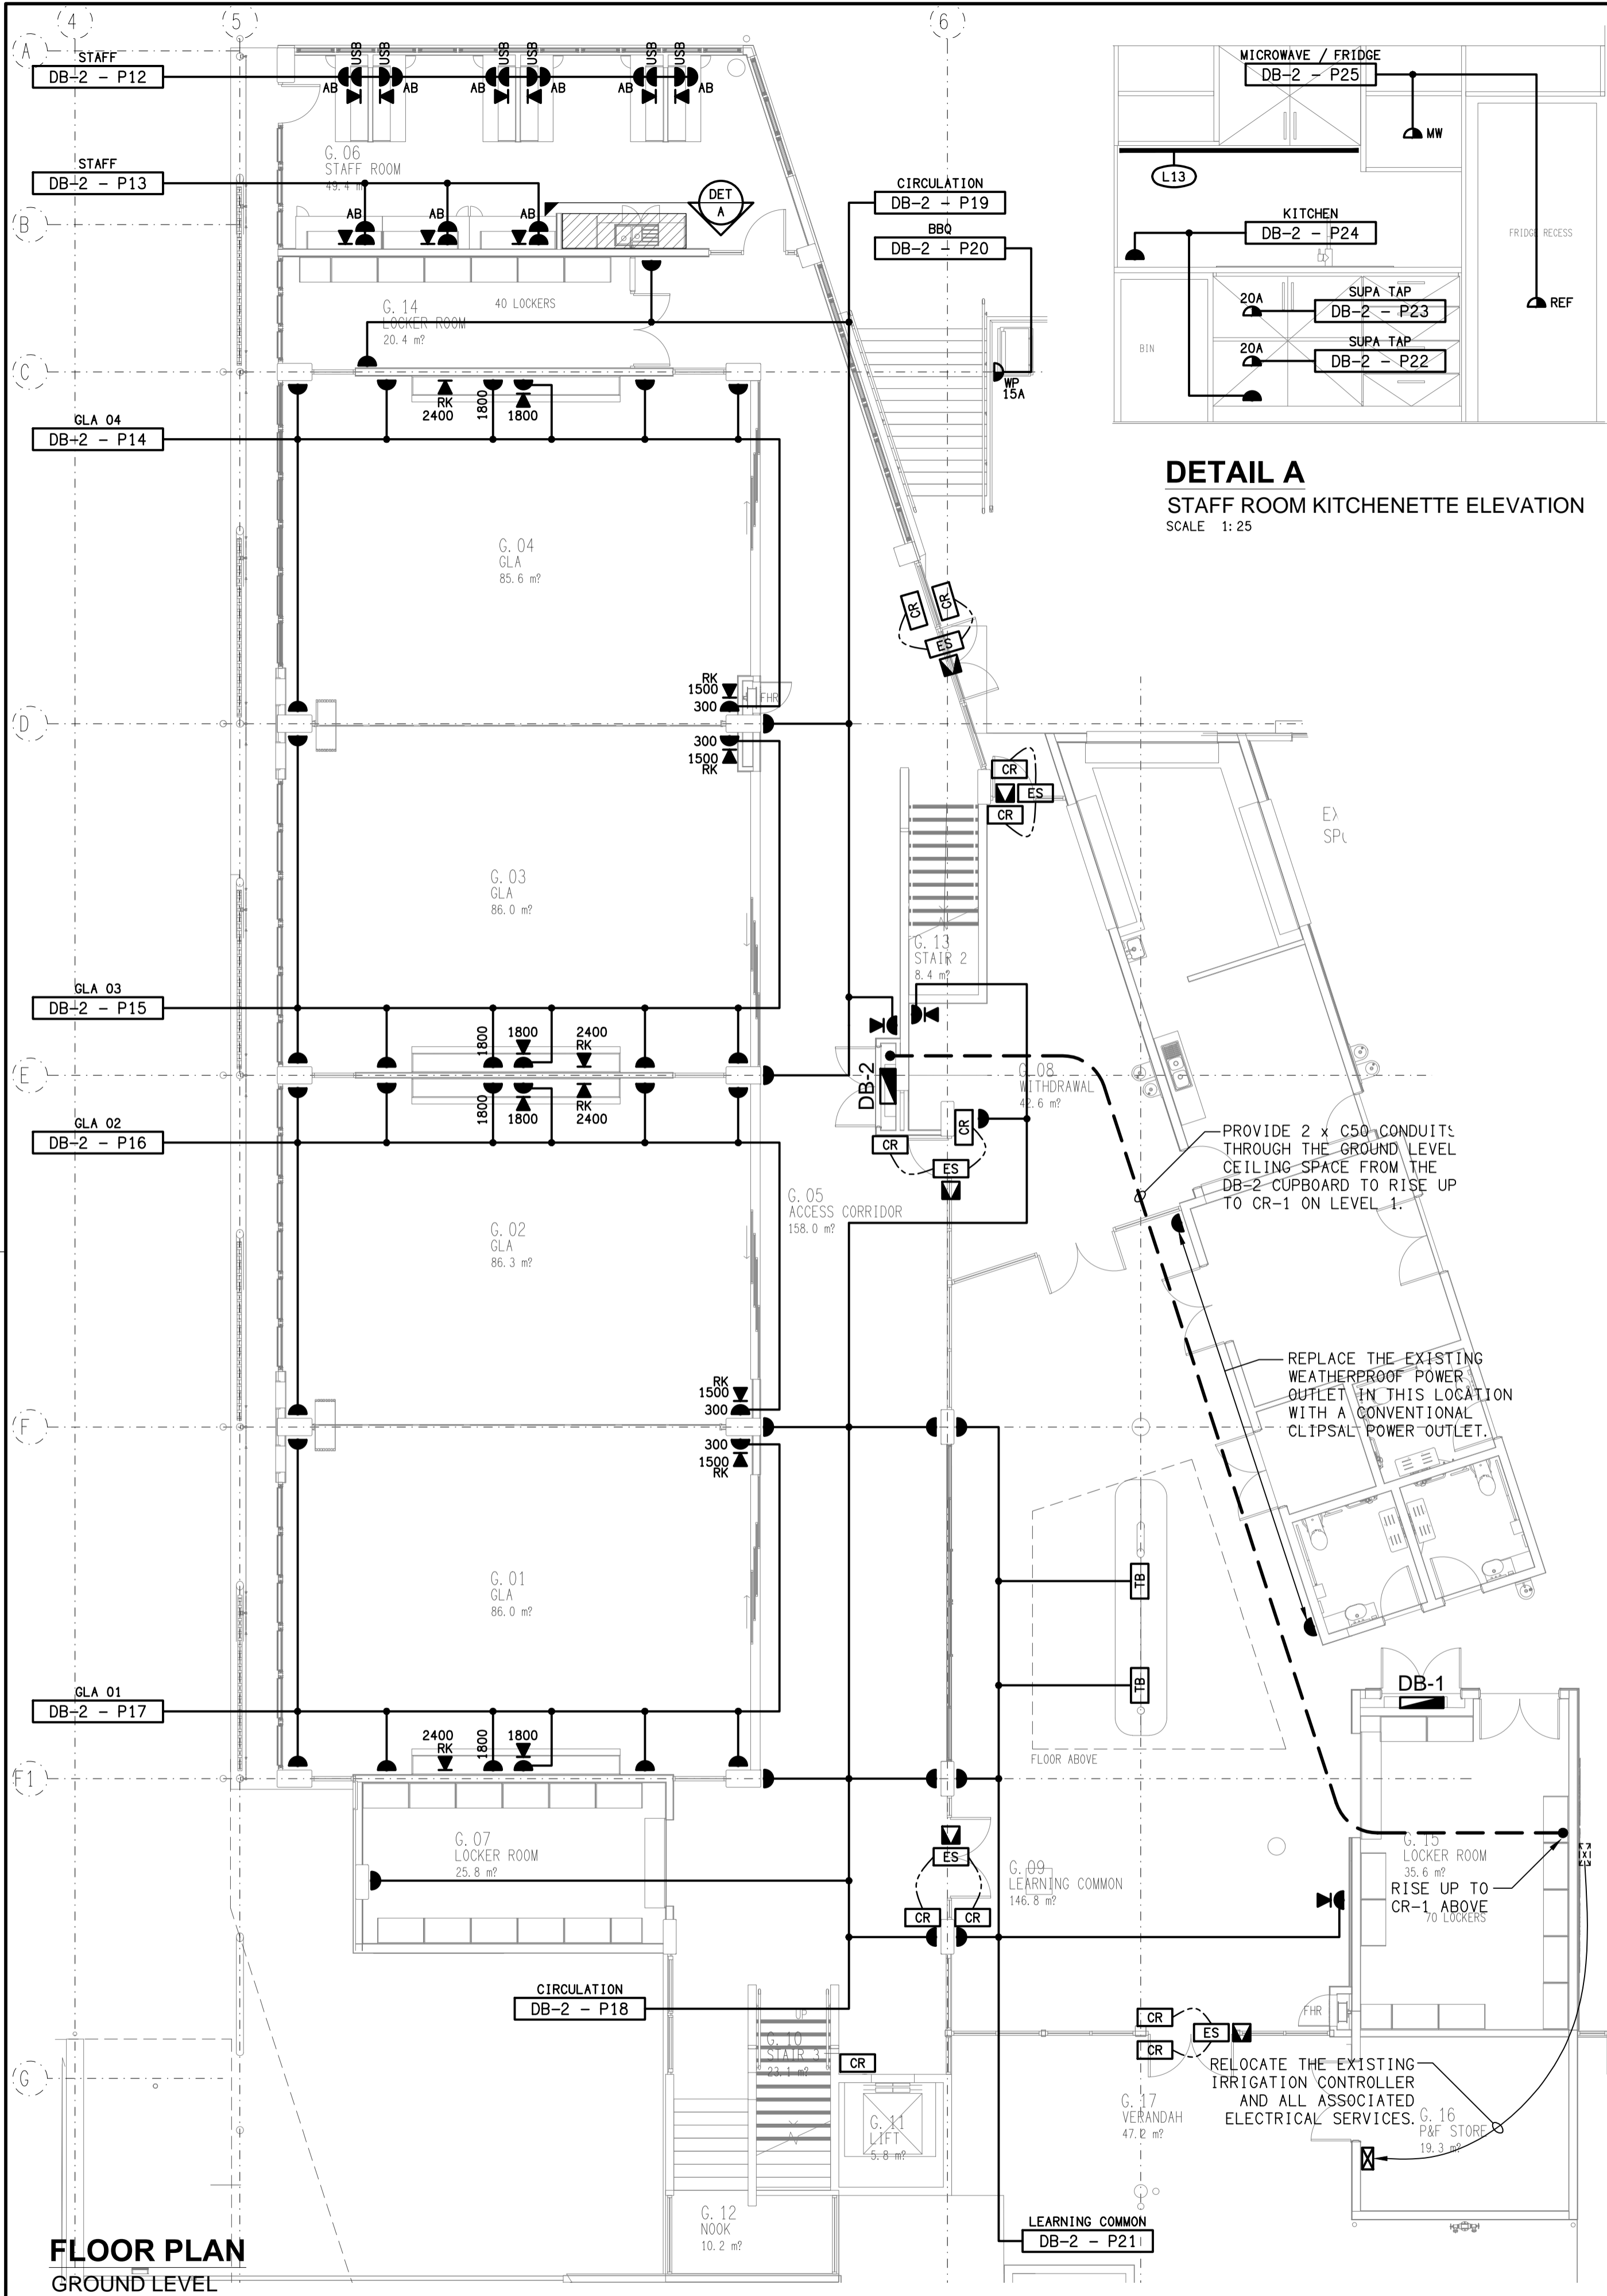 4
5
6
A
STAFF
DB-2 - P12
USB
USB
USB
USB
USB
USB
AB
AB
AB
AB
AB
AB
G.06
STAFF ROOM
49.4 m
STAFF
DB-2 - P13
AB
AB
AB
DET
A
B
CIRCULATION
DB-2 - P19
BBQ
DB-2 - P20
MICROWAVE / FRIDGE
DB-2 - P25
MW
L13
KITCHEN
DB-2 - P24
FRIDGE RECESS
REF
20A
SUPA TAP
DB-2 - P23
20A
SUPA TAP
DB-2 - P22
BIN
DETAIL A
STAFF ROOM KITCHENETTE ELEVATION
SCALE 1:25
G.14
LOCKER ROOM
20.4 m?
40 LOCKERS
C
WP
15A
RK
2400
1800
1800
GLA 04
DB-2 - P14
G.04
GLA
85.6 m?
CR
CR
ES
RK
1500
300
FHR
D
300
1500
RK
CR
ES
CR
EX
G.03
GLA
86.0 m?
G.13
STAIR 2
8.4 m?
GLA 03
DB-2 - P15
1800
1800
2400
RK
E
DB-2
G.08
WITHDRAWAL
42.6 m?
1800
1800
RK
2400
GLA 02
DB-2 - P16
CR
CR
ES
PROVIDE 2 x C50 CONDUITS
THROUGH THE GROUND LEVEL
CEILING SPACE FROM THE
DB-2 CUPBOARD TO RISE UP
TO CR-1 ON LEVEL 1.
G.05
ACCESS CORRIDOR
158.0 m?
G.02
GLA
86.3 m?
REPLACE THE EXISTING
WEATHERPROOF POWER
OUTLET IN THIS LOCATION
WITH A CONVENTIONAL
CLIPSAL POWER OUTLET.
RK
1500
300
F
300
1500
RK
G.01
GLA
86.0 m?
TB
TB
DB-1
GLA 01
DB-2 - P17
2400
RK
1800
1800
FLOOR ABOVE
F1
G.07
LOCKER ROOM
25.8 m?
ES
CR
CR
G.09
LEARNING COMMON
146.8 m?
G.15
LOCKER ROOM
35.6 m?
RISE UP TO
CR-1 ABOVE
70 LOCKERS
CIRCULATION
DB-2 - P18
UP
G.10
STAIR 3
23.1 m?
CR
CR
ES
CR
FHR
G
RELOCATE THE EXISTING
IRRIGATION CONTROLLER
AND ALL ASSOCIATED
ELECTRICAL SERVICES.
G.17
VERANDAH
47.2 m?
G.16
P&F STORE
19.3 m?
G.11
LIFT
5.8 m?
G.12
NOOK
10.2 m?
LEARNING COMMON
DB-2 - P21
FLOOR PLAN
GROUND LEVEL